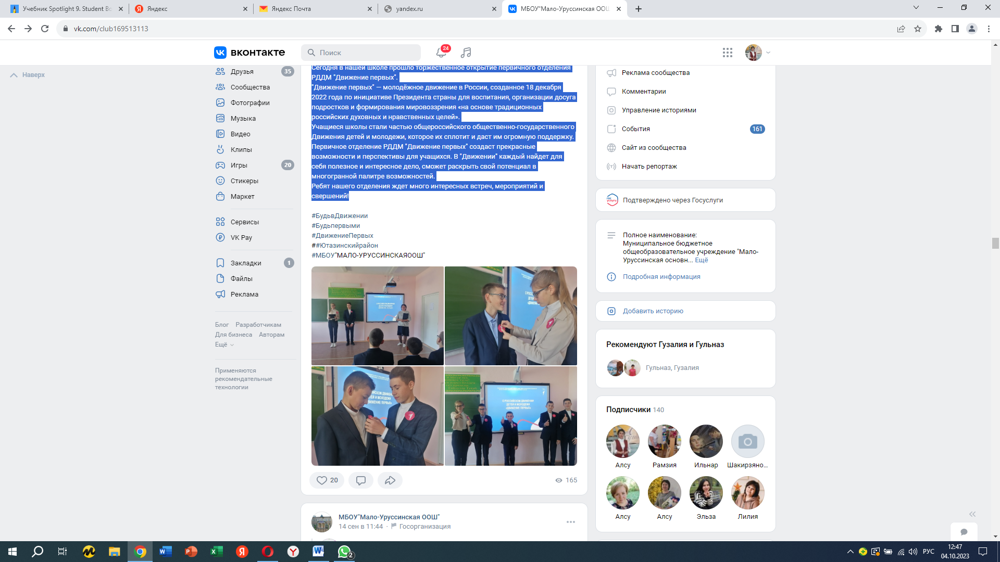 Учебник Spotlight 9. Student Bo
Яндекс
Яндекс Почта
yandex.ru
МБОУ"Мало-Уруссинская ООШ
vk.com/club169513113
вконтакте
Поиск
24
Наверх
Друзья 35
Сообщества
Фотографии
Музыка
Видео
Клипы
Игры 20
Стикеры
Маркет
Сервисы
VK Pay
Закладки 1
Файлы
Реклама
Блог Разработчикам
Для бизнеса Авторам
Ещё
Применяются
рекомендательные
технологии
Сегодня в нашей школе прошло торжественное открытие первичного отделения
РДДМ "Движение первых".
"Движение первых" — молодёжное движение в России, созданное 18 декабря
2022 года по инициативе Президента страны для воспитания, организации досуга
подростков и формирования мировоззрения «на основе традиционных
российских духовных и нравственных целей».
Учащиеся школы стали частью общероссийского общественно-государственного
Движения детей и молодежи, которое их сплотит и даст им огромную поддержку.
Первичное отделение РДДМ "Движение первых" создаст прекрасные
возможности и перспективы для учащихся. В "Движении" каждый найдет для
себя полезное и интересное дело, сможет раскрыть свой потенциал в
многогранной палитре возможностей.
Ребят нашего отделения ждет много интересных встреч, мероприятий и
свершений!
#БудьвДвижении
#Будьпервыми
#ДвижениеПервых
##Ютазинскийрайон
#МБОУ"МАЛО-УРУССИНСКАЯООШ"
О РОССИЙСКОМ ДВИЖЕНИИ
ДЕТЕЙ И МОЛОДЕЖИ
«ДВИЖЕНИЕ ПЕРВЫХ»
20
165
МБОУ"Мало-Уруссинская ООШ"
14 сен в 11:44 · Госорганизация
Реклама сообщества
Комментарии
Управление историями
События 161
Сайт из сообщества
Начать репортаж
гос услуги
Подтверждено через Госуслуги
Полное наименование:
Муниципальное бюджетное
общеобразовательное учреждение "Мало-
Уруссинская основн... Ещё
Подробная информация
Добавить историю
Рекомендуют Гузалия и Гульназ
Гульназ, Гузалия
Подписчики 140
Алсу Рамзия Ильнар Шакирзяно...
Алсу Алсу Эльза Лилия
2
РУС
12:47
04.10.2023